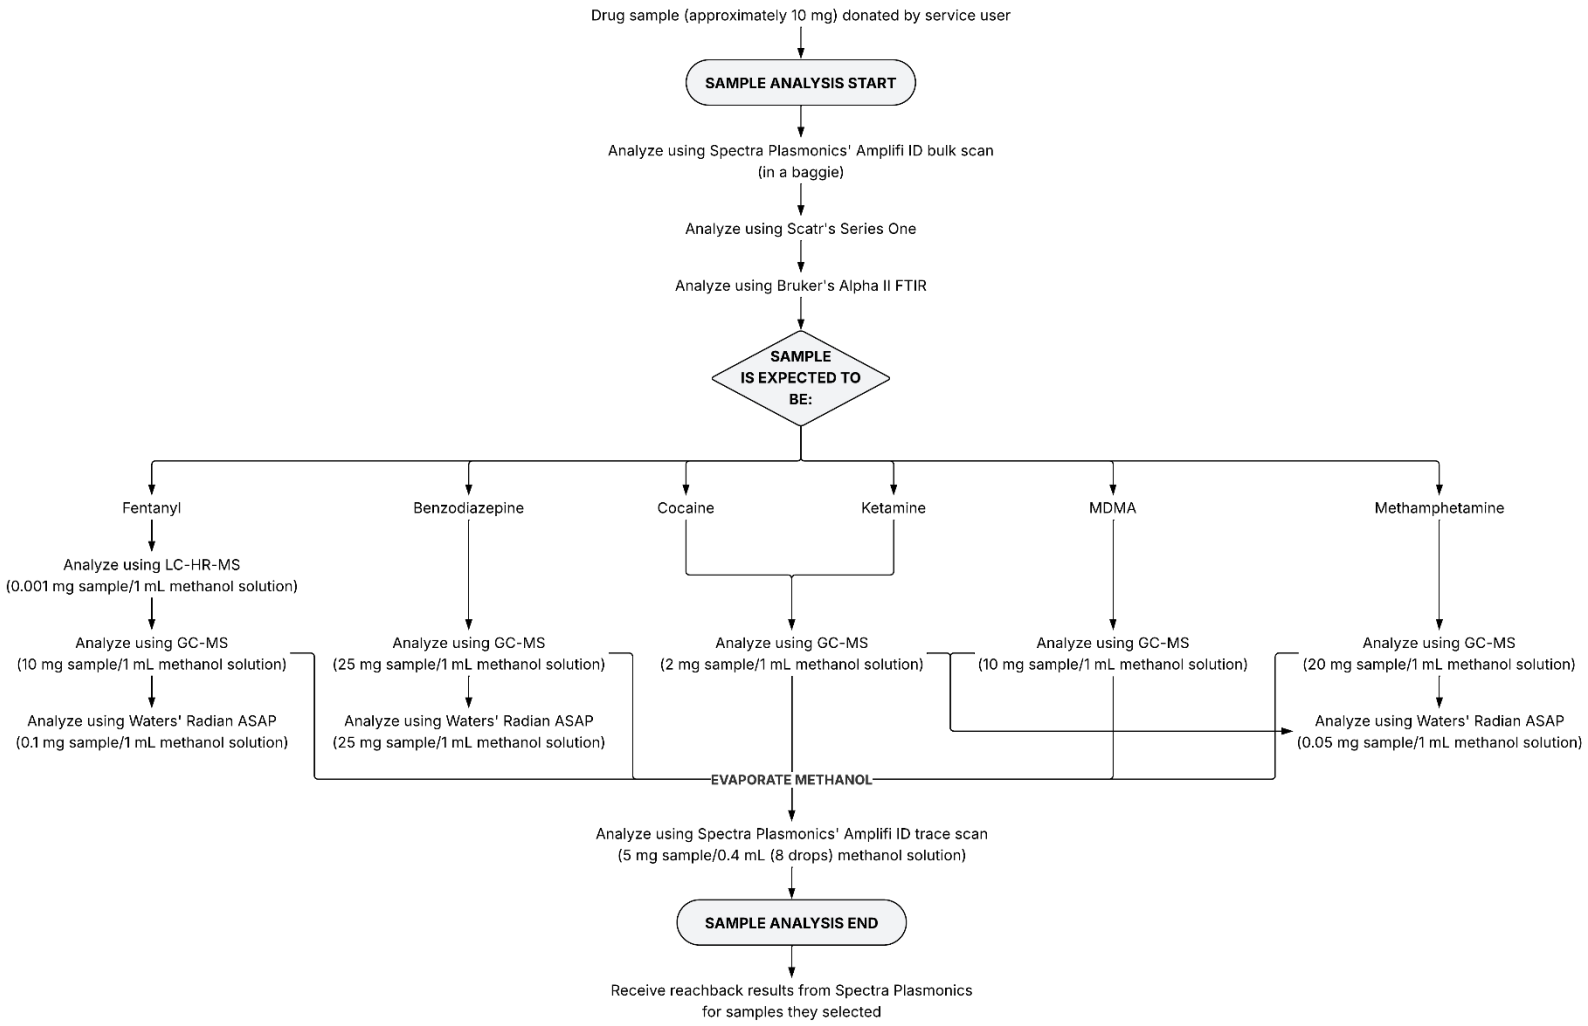 Drug sample (approximately 10 mg) donated by service user
SAMPLE ANALYSIS START
Analyze using Spectra Plasmonics' Amplifi ID bulk scan
(in a baggie)
Analyze using Scatr's Series One
Analyze using Bruker's Alpha II FTIR
SAMPLE
IS EXPECTED TO
BE:
Fentanyl
Benzodiazepine
Cocaine
Ketamine
MDMA
Methamphetamine
Analyze using LC-HR-MS
(0.001 mg sample/1 mL methanol solution)
Analyze using GC-MS
(10 mg sample/1 mL methanol solution)
Analyze using GC-MS
(25 mg sample/1 mL methanol solution)
Analyze using GC-MS
(2 mg sample/1 mL methanol solution)
Analyze using GC-MS
(10 mg sample/1 mL methanol solution)
Analyze using GC-MS
(20 mg sample/1 mL methanol solution)
Analyze using Waters' Radian ASAP
(0.1 mg sample/1 mL methanol solution)
Analyze using Waters' Radian ASAP
(25 mg sample/1 mL methanol solution)
Analyze using Waters' Radian ASAP
(0.05 mg sample/1 mL methanol solution)
EVAPORATE METHANOL
Analyze using Spectra Plasmonics' Amplifi ID trace scan
(5 mg sample/0.4 mL (8 drops) methanol solution)
SAMPLE ANALYSIS END
Receive reachback results from Spectra Plasmonics
for samples they selected